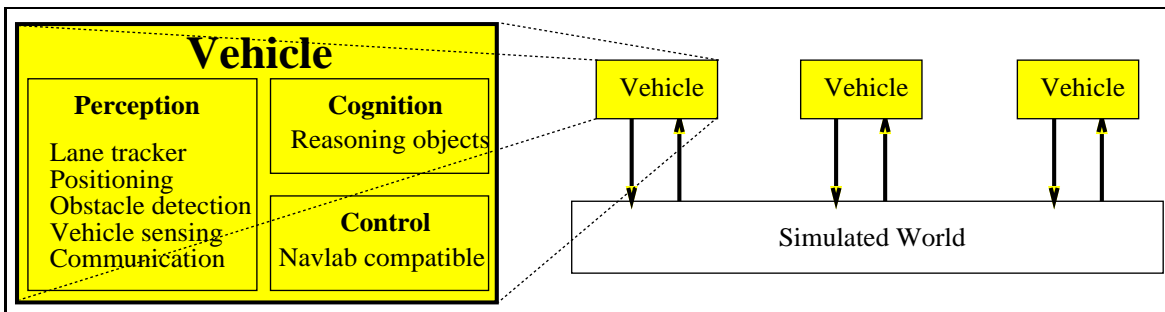 Vehicle
Perception
Lane tracker
Positioning
Obstacle detection
Vehicle sensing
Communication
Cognition
Reasoning objects
Control
Navlab compatible
Vehicle
Vehicle
Vehicle
Simulated World